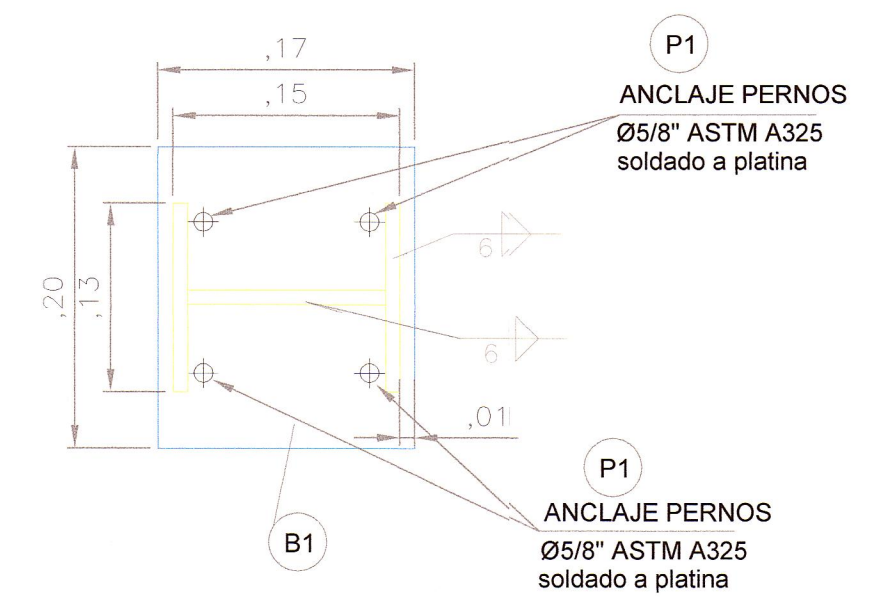 ,17
P1
,15
ANCLAJE PERNOS
Ø5/8" ASTM A325
soldado a platina
6
,20
,13
6
,01
P1
ANCLAJE PERNOS
Ø5/8" ASTM A325
soldado a platina
B1